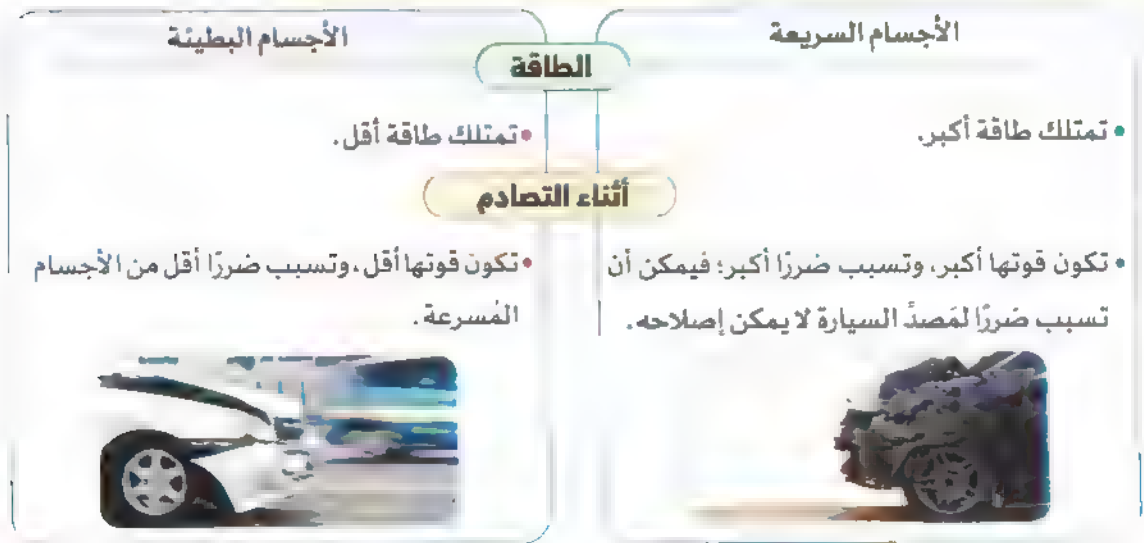 الأجسام السريعة
الأجسام البطيئة
الطاقة
• تمتلك طاقة أكبر.
• تمتلك طاقة أقل.
أثناء التصادم
• تكون قوتها أكبر، وتسبب ضررًا أكبر؛ فيمكن أن
تسبب ضررًا لمَصدّ السيارة لا يمكن إصلاحه.
• تكون قوتها أقل، وتسبب ضررًا أقل من الأجسام
المُسرعة.